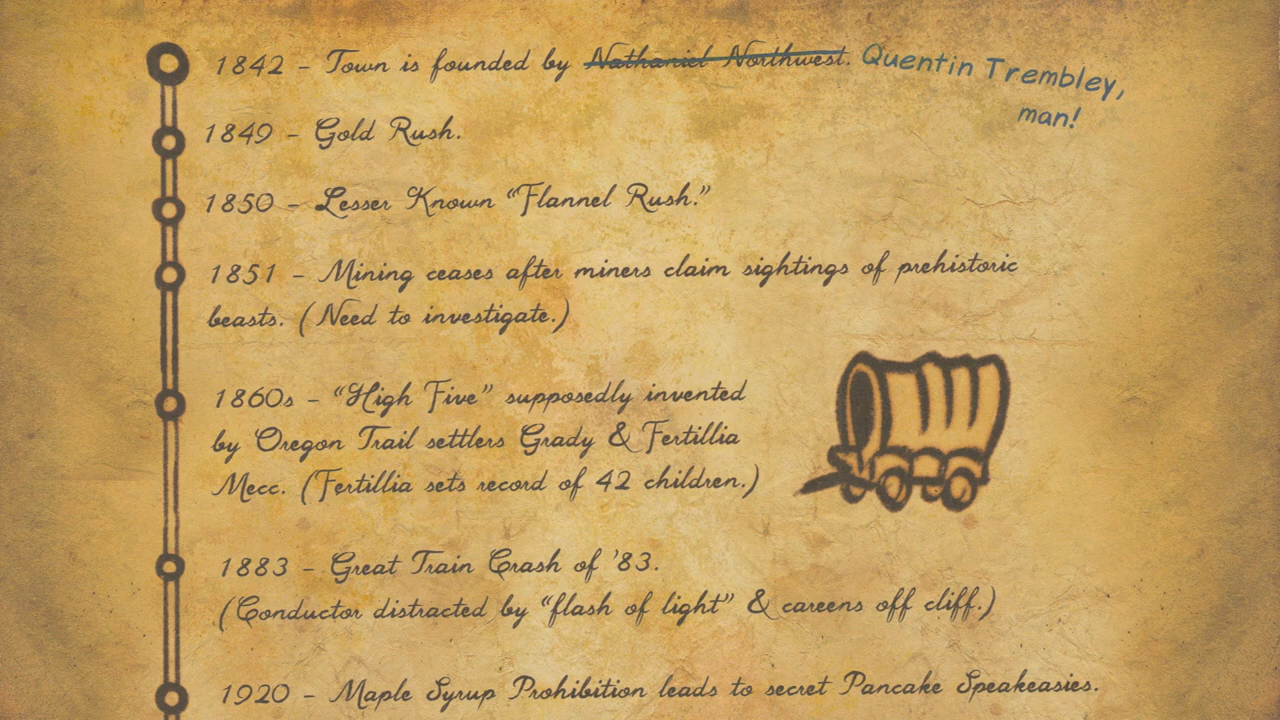 1842 – Town is founded by Nathaniel Northwest. Quentin Trembley,
man!
1849 – Gold Rush.
1850 – Lesser Known “Flannel Rush.”
1851 – Mining ceases after miners claim sightings of prehistoric
beasts. (Need to investigate.)
1860s – “High Five” supposedly invented
by Oregon Trail settlers Grady & Fertillia
Mecc. (Fertillia sets record of 42 children.)
1883 – Great Train Crash of ’83.
(Conductor distracted by “flash of light” & careens off cliff.)
1920 – Maple Syrup Prohibition leads to secret Pancake Speakeasies.